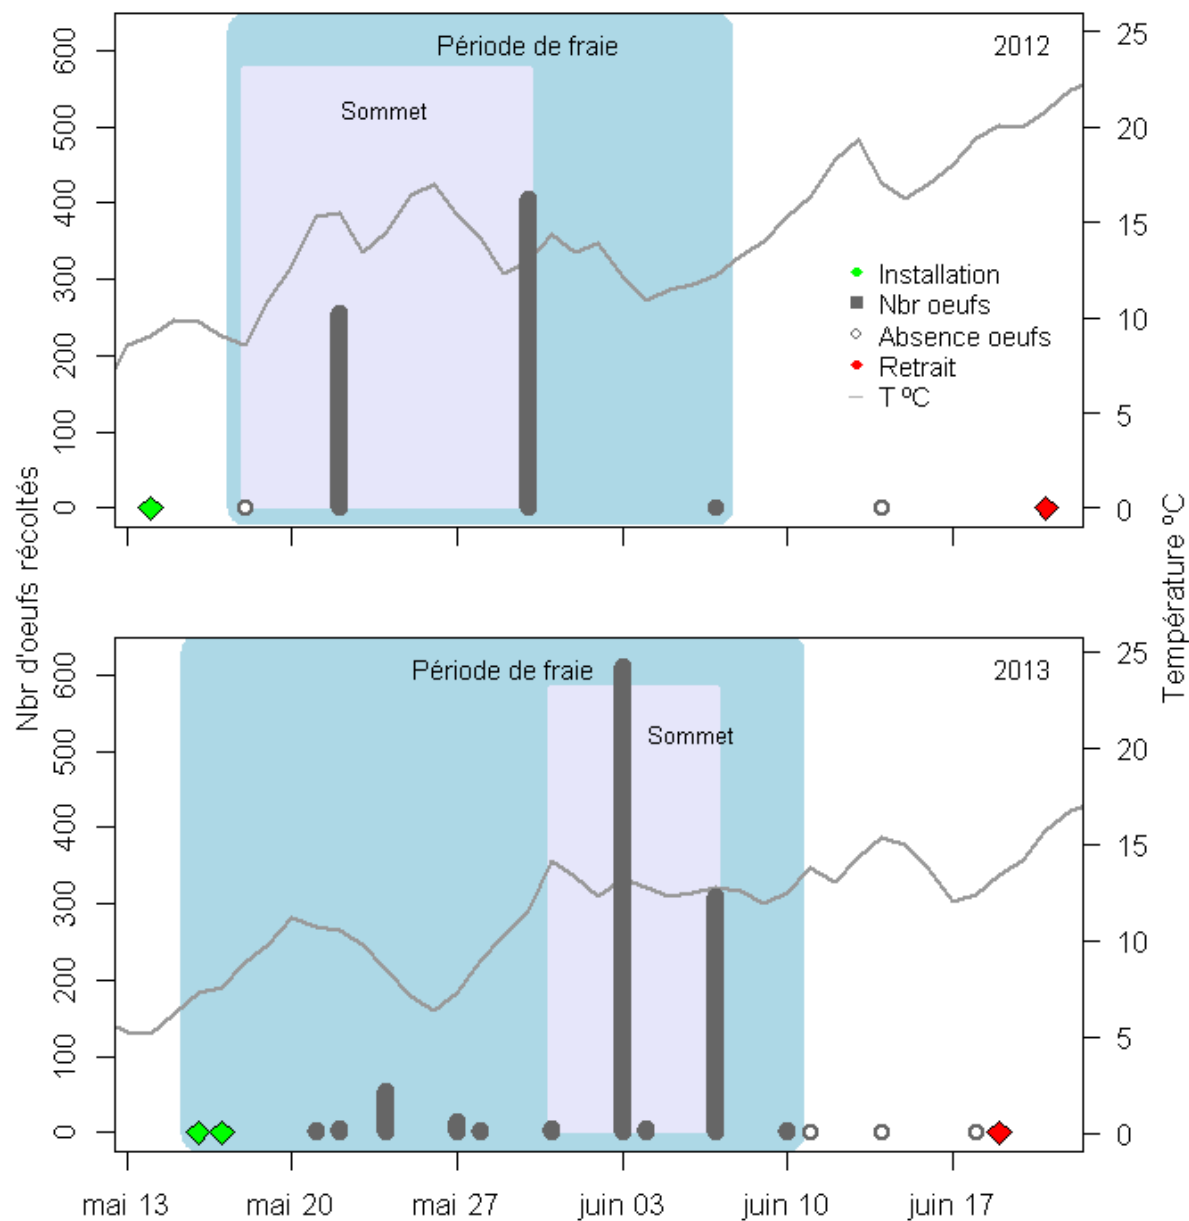 Période de fraie
2012
Sommet
600
500
400
300
200
100
0
25
20
15
10
5
0
Installation
Nbr oeufs
Absence oeufs
Retrait
T ºC
Nbr d'oeufs récoltés
Température ºC
Période de fraie
2013
Sommet
600
500
400
300
200
100
0
25
20
15
10
5
0
mai 13 mai 20 mai 27 juin 03 juin 10 juin 17